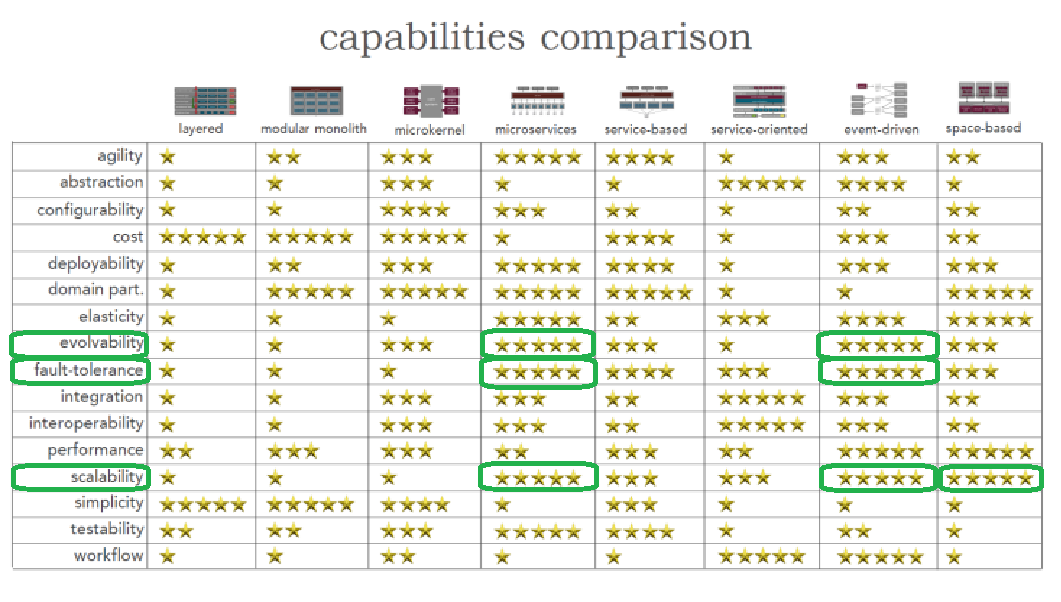 capabilities comparison
layered modular monolith microkernel microservices service-based service-oriented event-driven space-based
agility
abstraction
configurability
cost
deployability
domain part.
elasticity
evolvability
fault-tolerance
integration
interoperability
performance
scalability
simplicity
testability
workflow